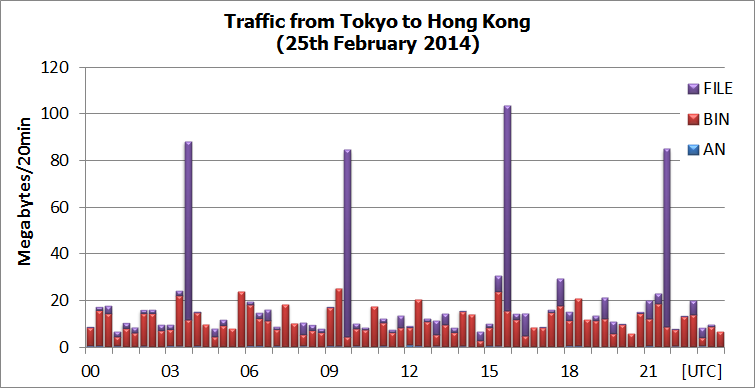 Traffic from Tokyo to Hong Kong
(25th February 2014)
Megabytes/20min
120
100
80
60
40
20
0
FILE
BIN
AN
00 03 06 09 12 15 18 21 [UTC]